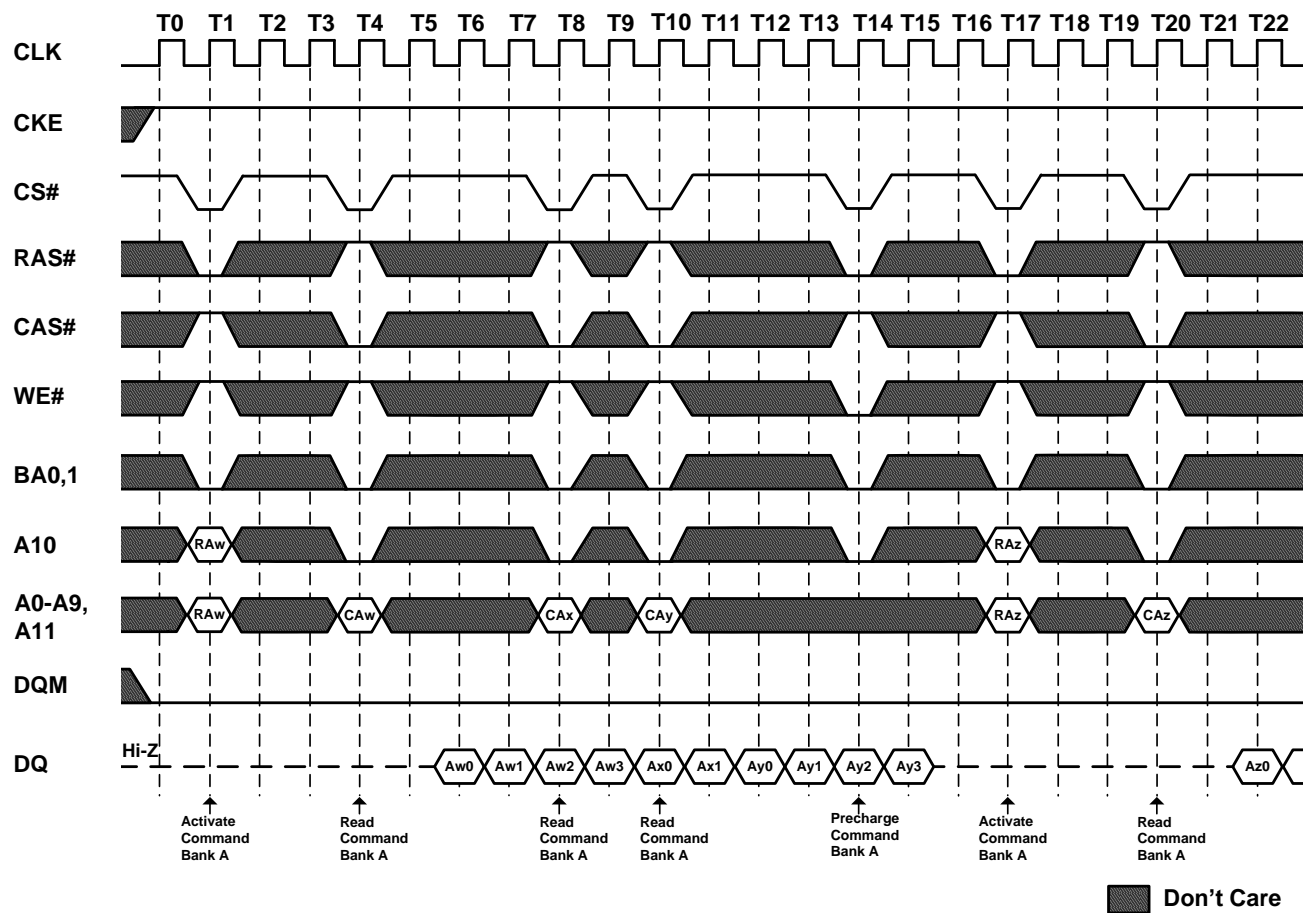 T0 T1 T2 T3 T4 T5 T6 T7 T8 T9 T10 T11 T12 T13 T14 T15 T16 T17 T18 T19 T20 T21 T22
CLK
CKE
CS#
RAS#
CAS#
WE#
BA0,1
A10 RAw RAz
A0-A9,
A11
RAw CAw CAx CAy RAz CAz
DQM
Hi-Z
DQ Aw0 Aw1 Aw2 Aw3 Ax0 Ax1 Ay0 Ay1 Ay2 Ay3 Az0
Activate
Command
Bank A
Read
Command
Bank A
Read
Command
Bank A
Read
Command
Bank A
Precharge
Command
Bank A
Activate
Command
Bank A
Read
Command
Bank A
Don't Care